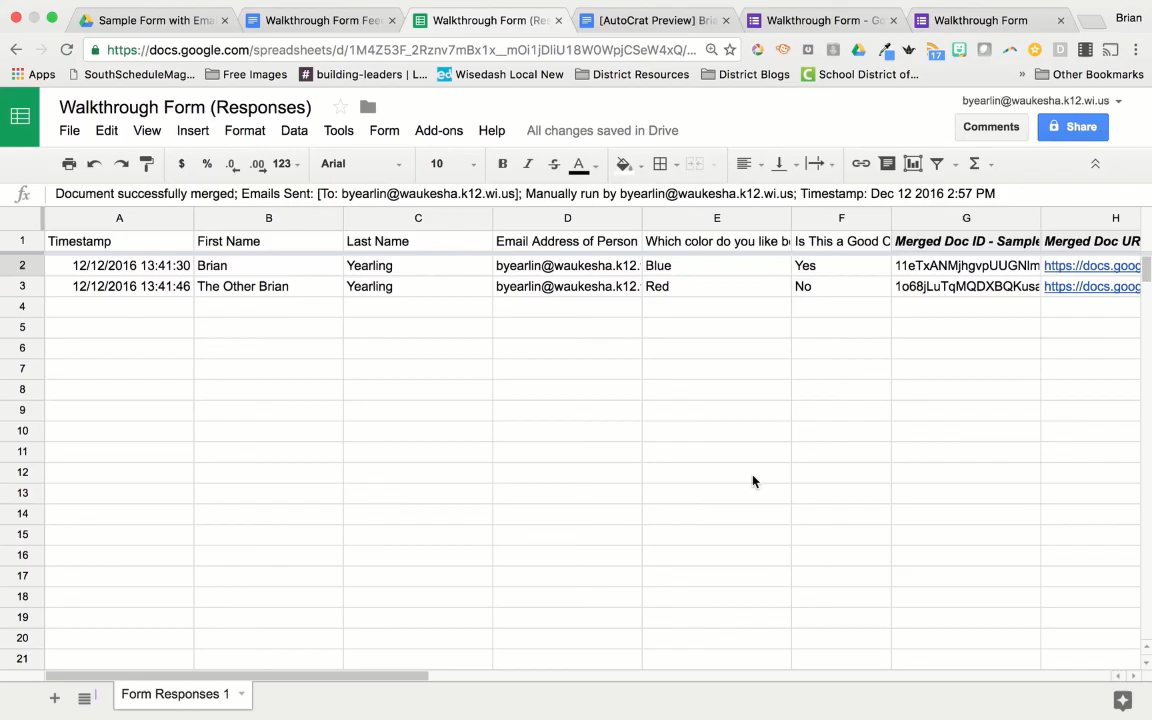 Sample Form with Ema
Walkthrough Form Fee
Walkthrough Form (Res
[AutoCrat Preview] Bria
Walkthrough Form - Go
Walkthrough Form
Brian
https://docs.google.com/spreadsheets/d/1M4Z53F_2Rznv7mBx1x__mOi1jDliU18W0WpjCSeW4xQ/...
Apps
SouthScheduleMag...
Free Images
building-leaders | L...
Wisedash Local New
District Resources
District Blogs
School District of...
»
Other Bookmarks
17
Walkthrough Form (Responses)
byearlin@waukesha.k12.wi.us
File Edit View Insert Format Data Tools Form Add-ons Help All changes saved in Drive
Comments
Share
$ % .0 .00 123 Arial 10 B I S A Σ
fx Document successfully merged; Emails Sent: [To: byearlin@waukesha.k12.wi.us]; Manually run by byearlin@waukesha.k12.wi.us; Timestamp: Dec 12 2016 2:57 PM
A B C D E F G H
1 Timestamp First Name Last Name Email Address of Person Which color do you like be Is This a Good C Merged Doc ID - Sample Merged Doc UR
2 12/12/2016 13:41:30 Brian Yearling byearlin@waukesha.k12. Blue Yes 11eTxANMjhgvpUUGNlm https://docs.goog
3 12/12/2016 13:41:46 The Other Brian Yearling byearlin@waukesha.k12. Red No 1o68jLuTqMQDXBQKusa https://docs.goog
4
5
6
7
8
9
10
11
12
13
14
15
16
17
18
19
20
21
Form Responses 1